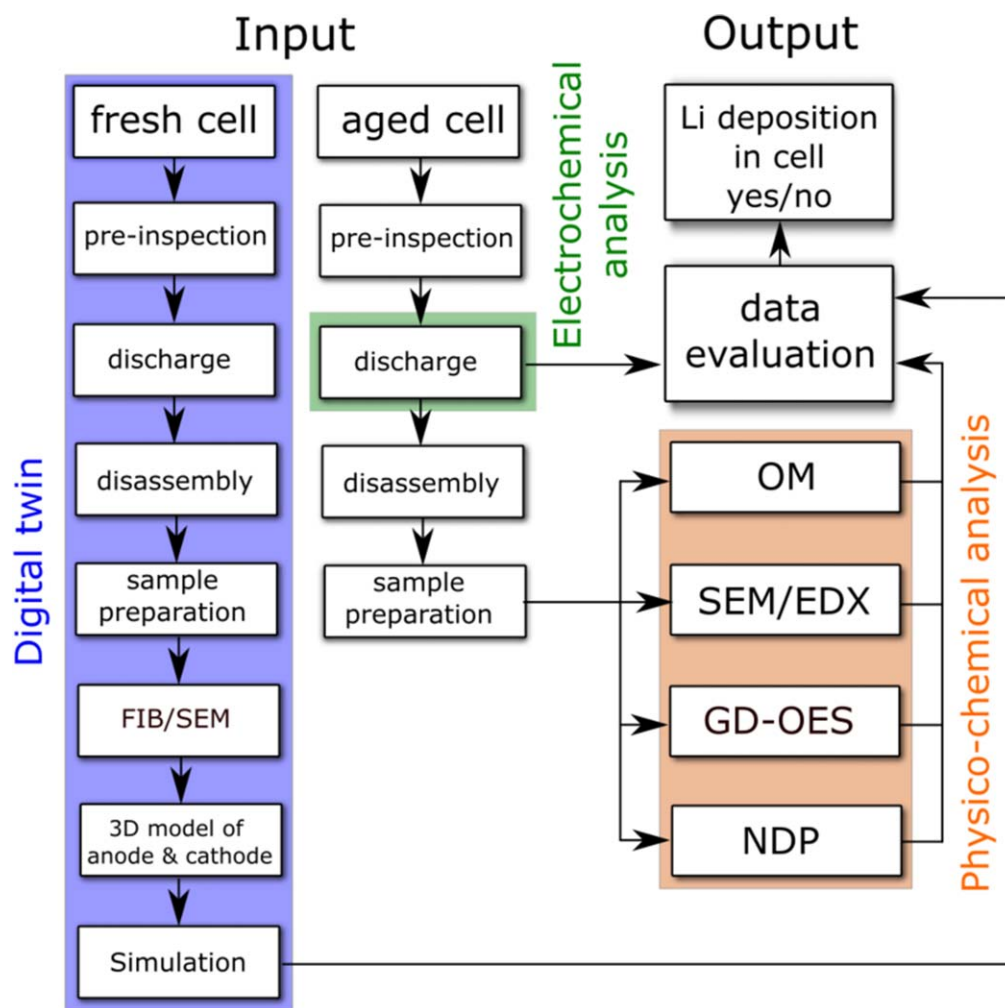 Input
Output
Digital twin
fresh cell
pre-inspection
discharge
disassembly
sample
preparation
FIB/SEM
3D model of
anode & cathode
Simulation
aged cell
pre-inspection
discharge
disassembly
sample
preparation
Electrochemical
analysis
Li deposition
in cell
yes/no
data
evaluation
OM
SEM/EDX
GD-OES
NDP
Physico-chemical analysis